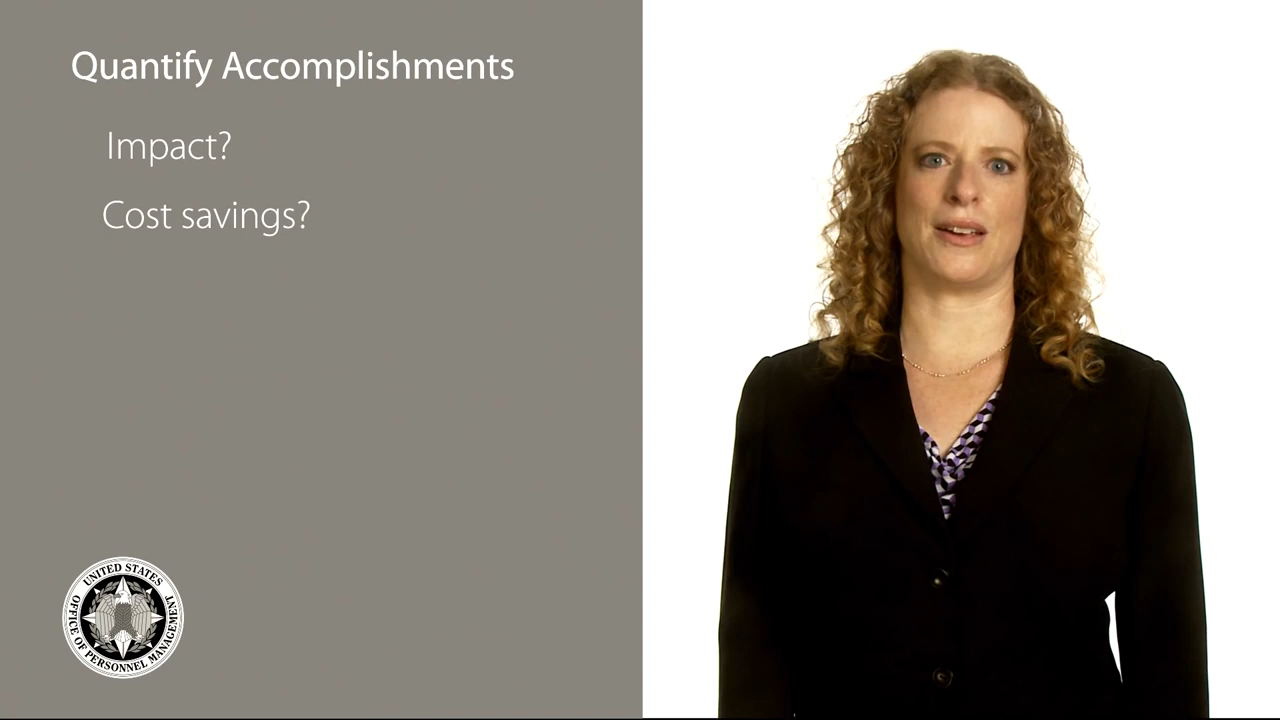 Quantify Accomplishments
Impact?
Cost savings?
UNITED STATES
OFFICE OF PERSONNEL MANAGEMENT